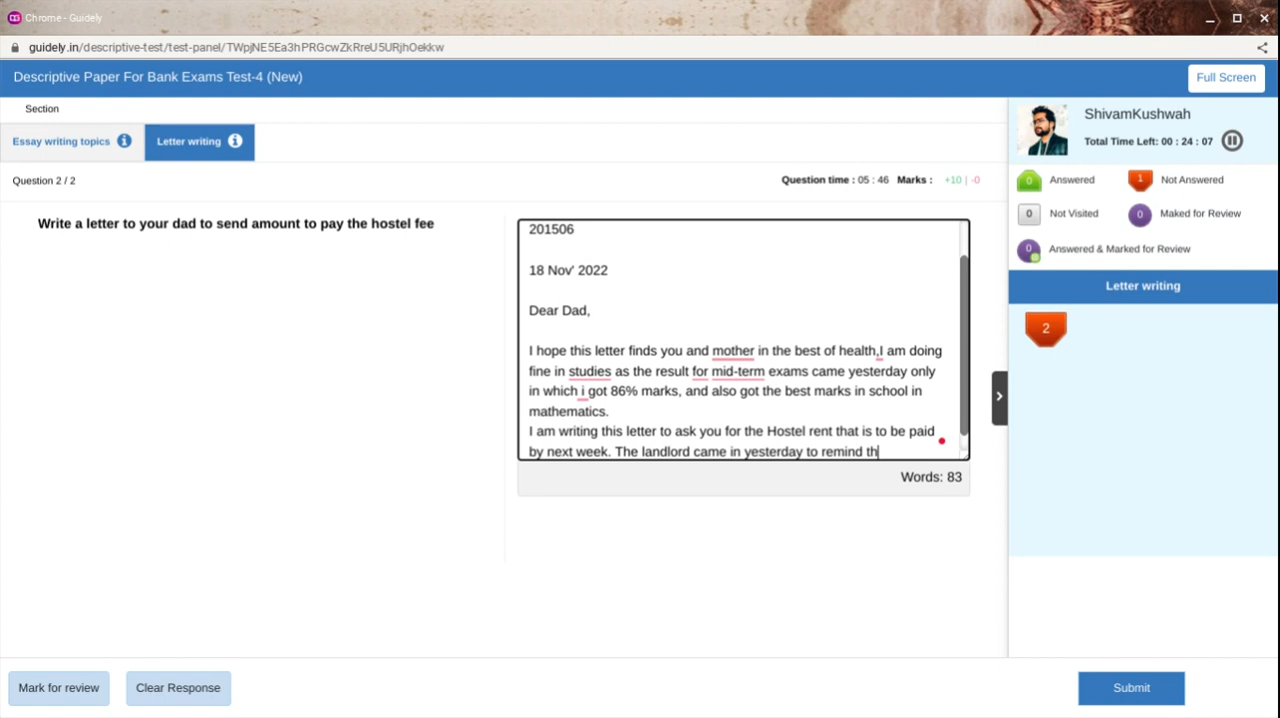 Chrome - Guidely
guidely.in/descriptive-test/test-panel/TWpjNE5Ea3hPRGcwZkRreU5URjhOekkw
Descriptive Paper For Bank Exams Test-4 (New)
Full Screen
Section
Essay writing topics i
Letter writing i
Question 2 / 2
Question time : 05 : 46 Marks : +10 | -0
Write a letter to your dad to send amount to pay the hostel fee
201506
18 Nov' 2022
Dear Dad,
I hope this letter finds you and mother in the best of health,I am doing
fine in studies as the result for mid-term exams came yesterday only
in which i got 86% marks, and also got the best marks in school in
mathematics.
I am writing this letter to ask you for the Hostel rent that is to be paid
by next week. The landlord came in yesterday to remind th
Words: 83
ShivamKushwah
Total Time Left: 00 : 24 : 07
0 Answered
1 Not Answered
0 Not Visited
0 Maked for Review
0 Answered & Marked for Review
Letter writing
2
Mark for review
Clear Response
Submit